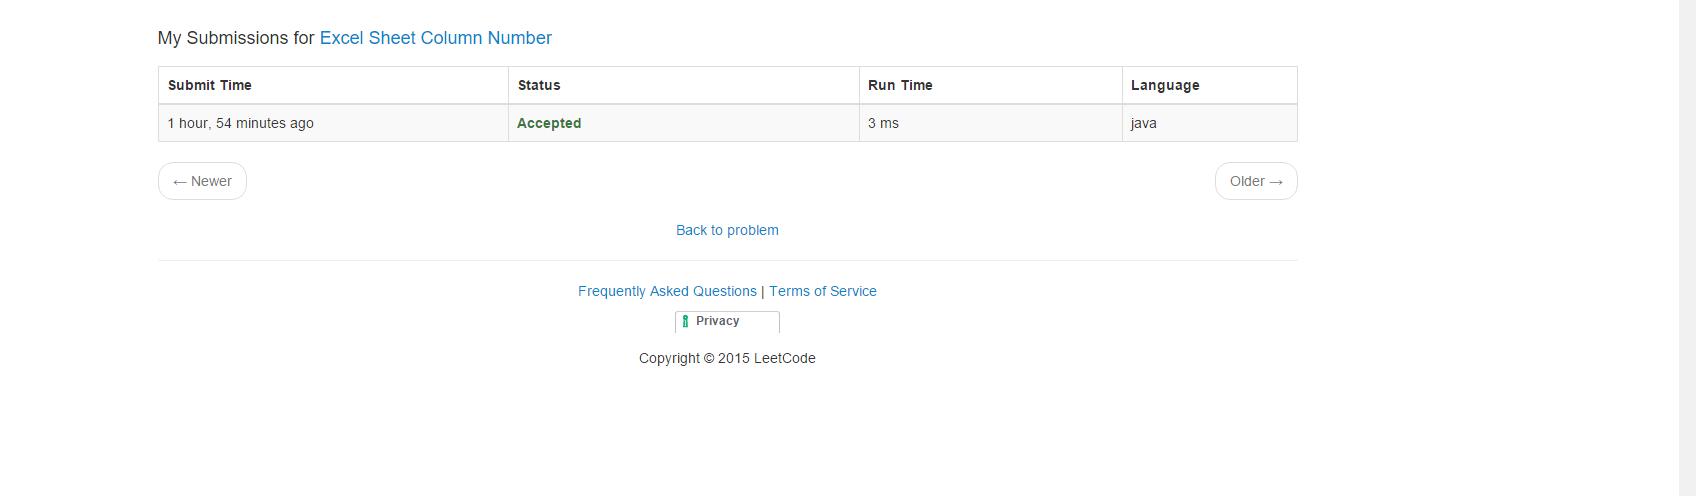 My Submissions for Excel Sheet Column Number
Submit Time Status Run Time Language
1 hour, 54 minutes ago Accepted 3 ms java
← Newer Older →
Back to problem
Frequently Asked Questions | Terms of Service
Privacy
Copyright © 2015 LeetCode